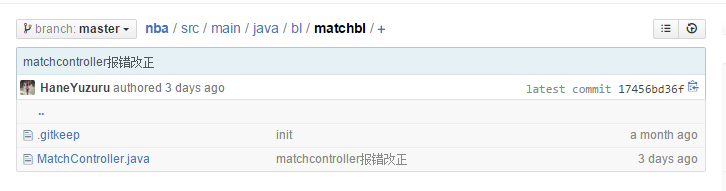 branch: master nba / src / main / java / bl / matchbl / +
matchcontroller报错改正
HaneYuzuru authored 3 days ago latest commit 17456bd36f
..
.gitkeep init a month ago
MatchController.java matchcontroller报错改正 3 days ago